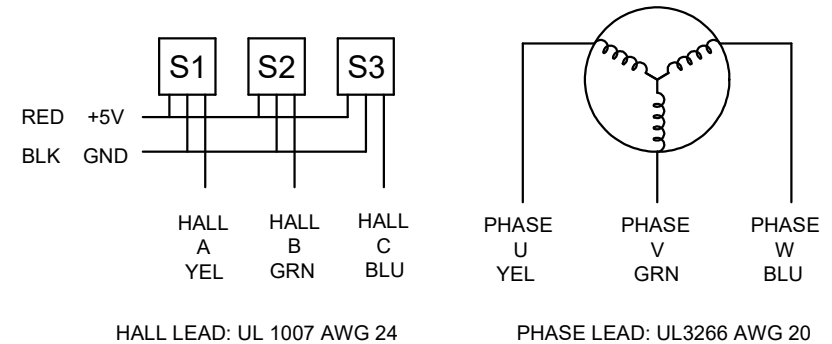 S1 S2 S3
RED +5V
BLK GND
HALL HALL HALL
A B C
YEL GRN BLU
PHASE PHASE PHASE
U V W
YEL GRN BLU
HALL LEAD: UL 1007 AWG 24
PHASE LEAD: UL3266 AWG 20